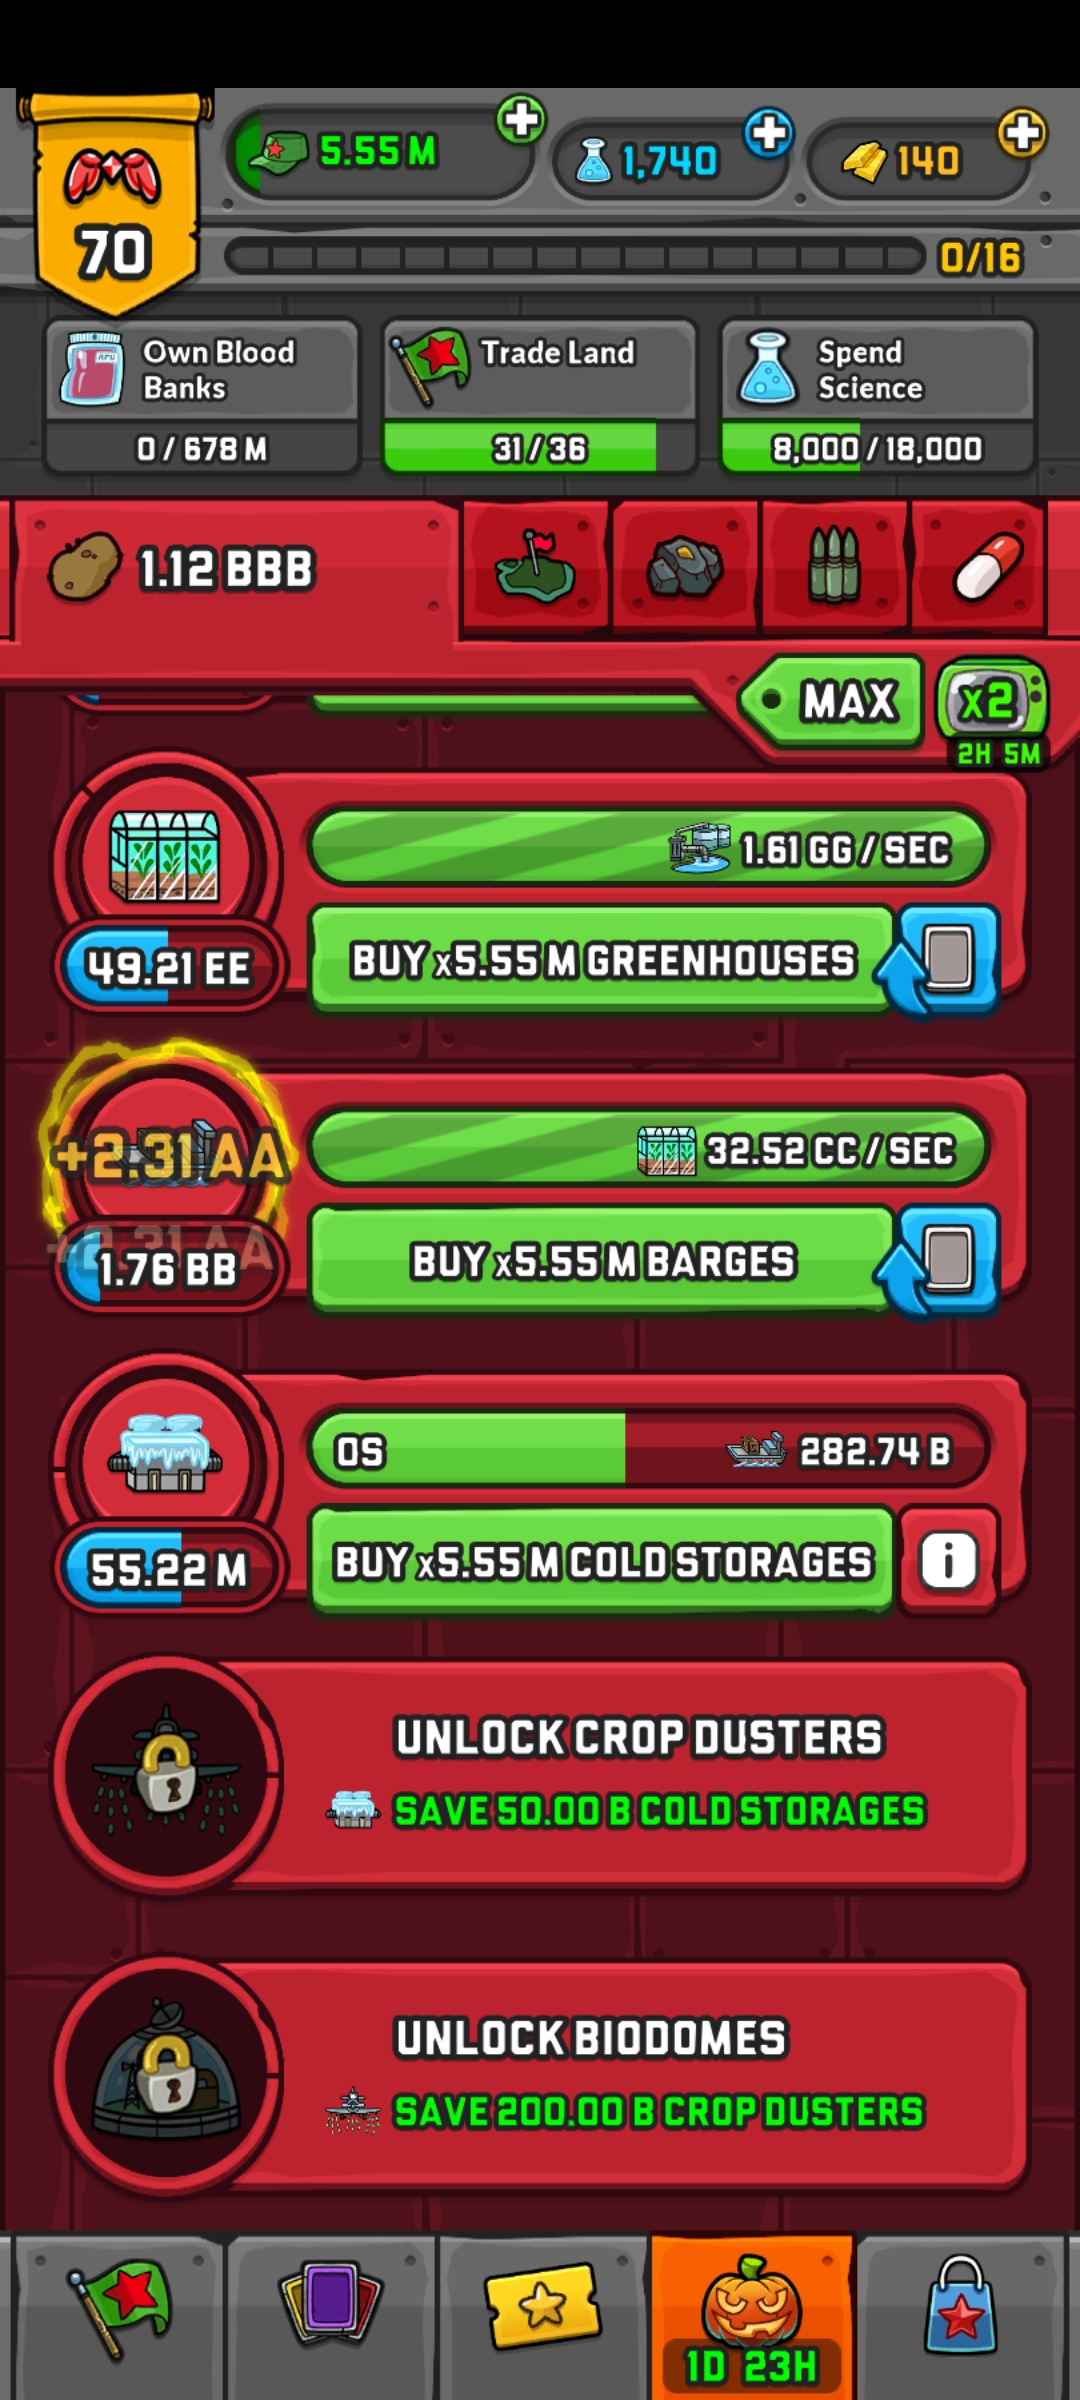 70
5.55 M
1,740
140
0/16
Own Blood Banks
0 / 678 M
Trade Land
31 / 36
Spend Science
8,000 / 18,000
1.12 BBB
MAX
x2
2H 5M
1.61 GG / SEC
49.21 EE
BUY x5.55 M GREENHOUSES
+2.31 AA
32.52 CC / SEC
+2.31 AA
1.76 BB
BUY x5.55 M BARGES
0S
282.74 B
55.22 M
BUY x5.55 M COLD STORAGES
i
UNLOCK CROP DUSTERS
SAVE 50.00 B COLD STORAGES
UNLOCK BIODOMES
SAVE 200.00 B CROP DUSTERS
1D 23H